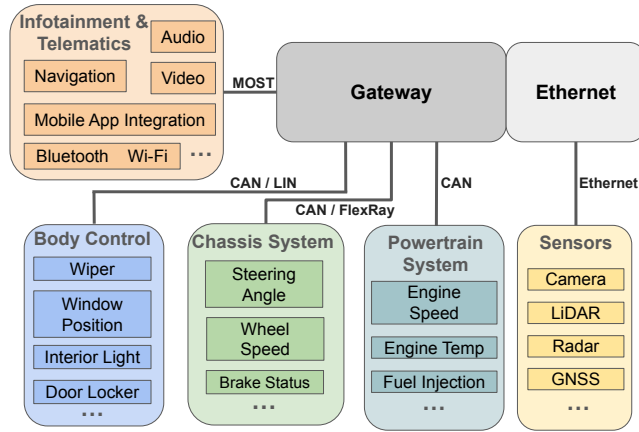 Infotainment &
Telematics
Audio
Navigation
Video
Mobile App Integration
Bluetooth Wi-Fi
...
MOST
Gateway
Ethernet
CAN / LIN
CAN / FlexRay
CAN
Ethernet
Body Control
Wiper
Window
Position
Interior Light
Door Locker
...
Chassis System
Steering
Angle
Wheel
Speed
Brake Status
...
Powertrain
System
Engine
Speed
Engine Temp
Fuel Injection
...
Sensors
Camera
LiDAR
Radar
GNSS
...